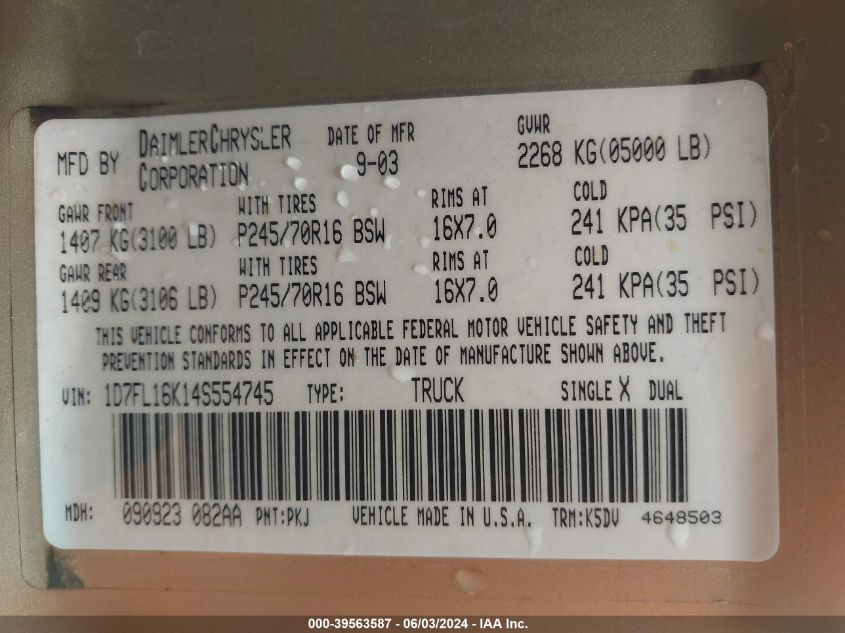 MFD BY DAIMLERCHRYSLER CORPORATION DATE OF MFR 9-03 GVWR 2268 KG(05000 LB)
GAWR FRONT WITH TIRES RIMS AT COLD
1407 KG(3100 LB) P245/70R16 BSW 16X7.0 241 KPA(35 PSI)
GAWR REAR WITH TIRES RIMS AT COLD
1409 KG(3106 LB) P245/70R16 BSW 16X7.0 241 KPA(35 PSI)
THIS VEHICLE CONFORMS TO ALL APPLICABLE FEDERAL MOTOR VEHICLE SAFETY AND THEFT
PREVENTION STANDARDS IN EFFECT ON THE DATE OF MANUFACTURE SHOWN ABOVE.
VIN: 1D7FL16K14S554745 TYPE: TRUCK SINGLE X DUAL
MDH: 090923 082AA PNT:PKJ VEHICLE MADE IN U.S.A. TRM:K5DV 4648503
000-39563587 - 06/03/2024 - IAA Inc.